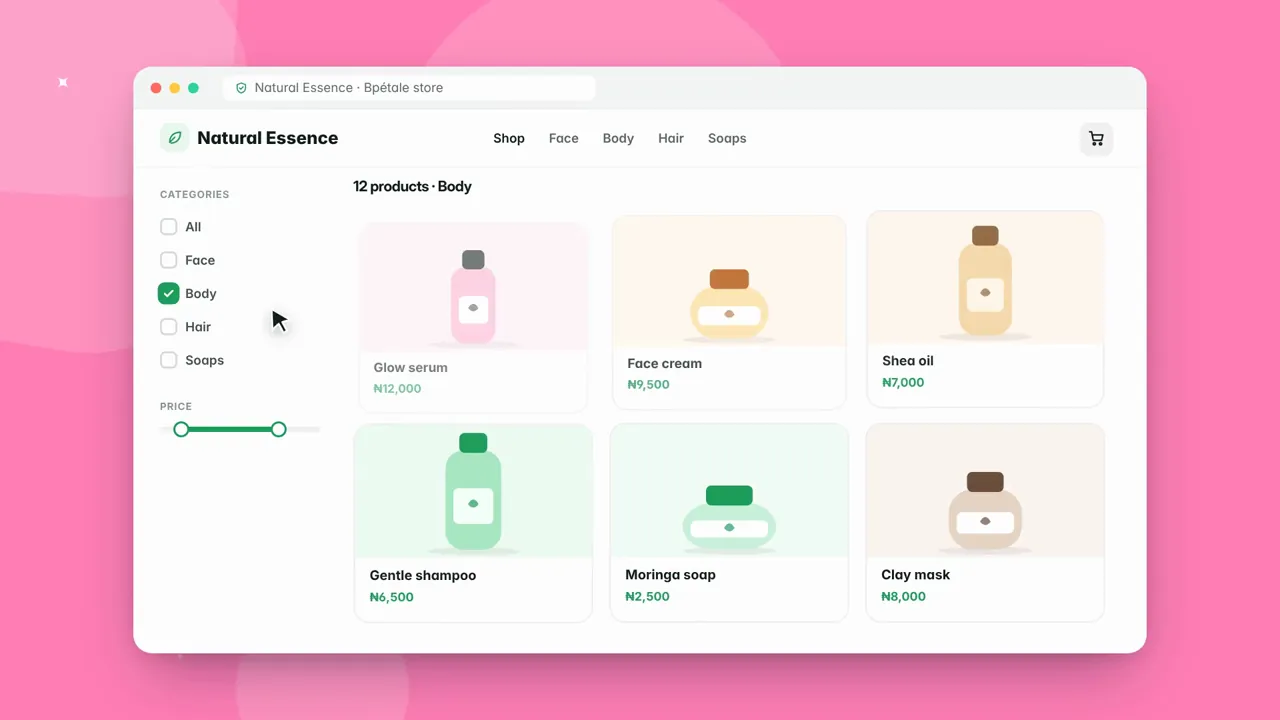 Natural Essence · Bpétale store
Natural Essence
Shop Face Body Hair Soaps
CATEGORIES
All
Face
Body
Hair
Soaps
PRICE
12 products · Body
Glow serum
₦12,000
Face cream
₦9,500
Shea oil
₦7,000
Gentle shampoo
₦6,500
Moringa soap
₦2,500
Clay mask
₦8,000